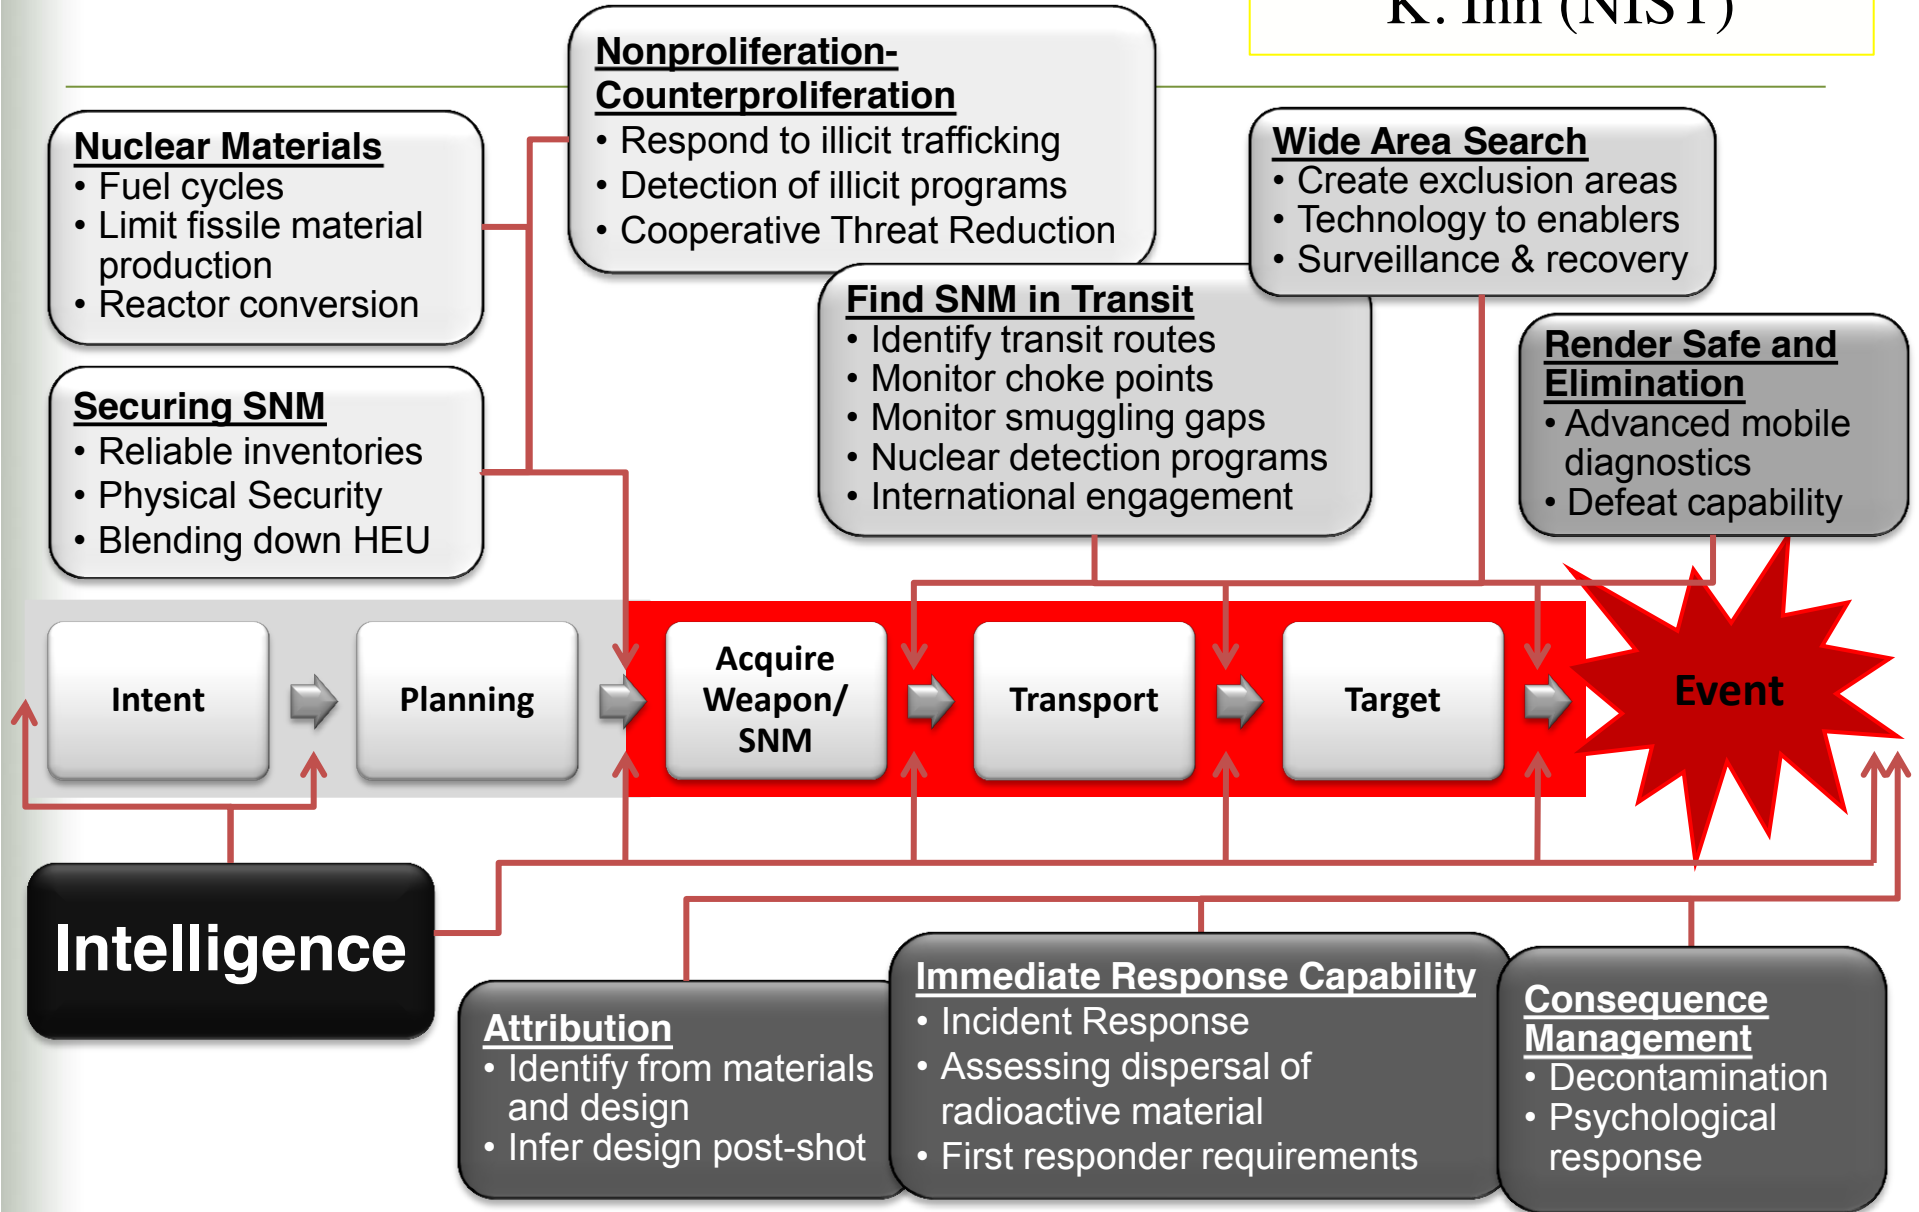 K. Inn (NIST)
Nonproliferation-
Counterproliferation
• Respond to illicit trafficking
• Detection of illicit programs
• Cooperative Threat Reduction
Nuclear Materials
• Fuel cycles
• Limit fissile material
production
• Reactor conversion
Wide Area Search
• Create exclusion areas
• Technology to enablers
• Surveillance & recovery
Find SNM in Transit
• Identify transit routes
• Monitor choke points
• Monitor smuggling gaps
• Nuclear detection programs
• International engagement
Render Safe and
Elimination
• Advanced mobile
diagnostics
• Defeat capability
Securing SNM
• Reliable inventories
• Physical Security
• Blending down HEU
Intent
Planning
Acquire
Weapon/
SNM
Transport
Target
Event
Intelligence
Attribution
• Identify from materials
and design
• Infer design post-shot
Immediate Response Capability
• Incident Response
• Assessing dispersal of
radioactive material
• First responder requirements
Consequence
Management
• Decontamination
• Psychological
response